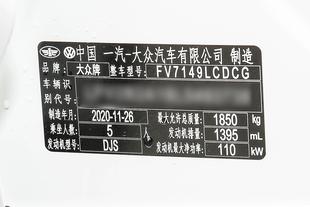 中国 一汽-大众汽车有限公司 制造
品牌: 大众牌 整车型号: FV7149LCDCG
车辆识
别代号:
制造年月: 2020-11-26 最大允许总质量: 1850 kg
乘坐人数: 5 人 发动机排量: 1395 mL
发动机型号: DJS 发动机最大净功率: 110 kW